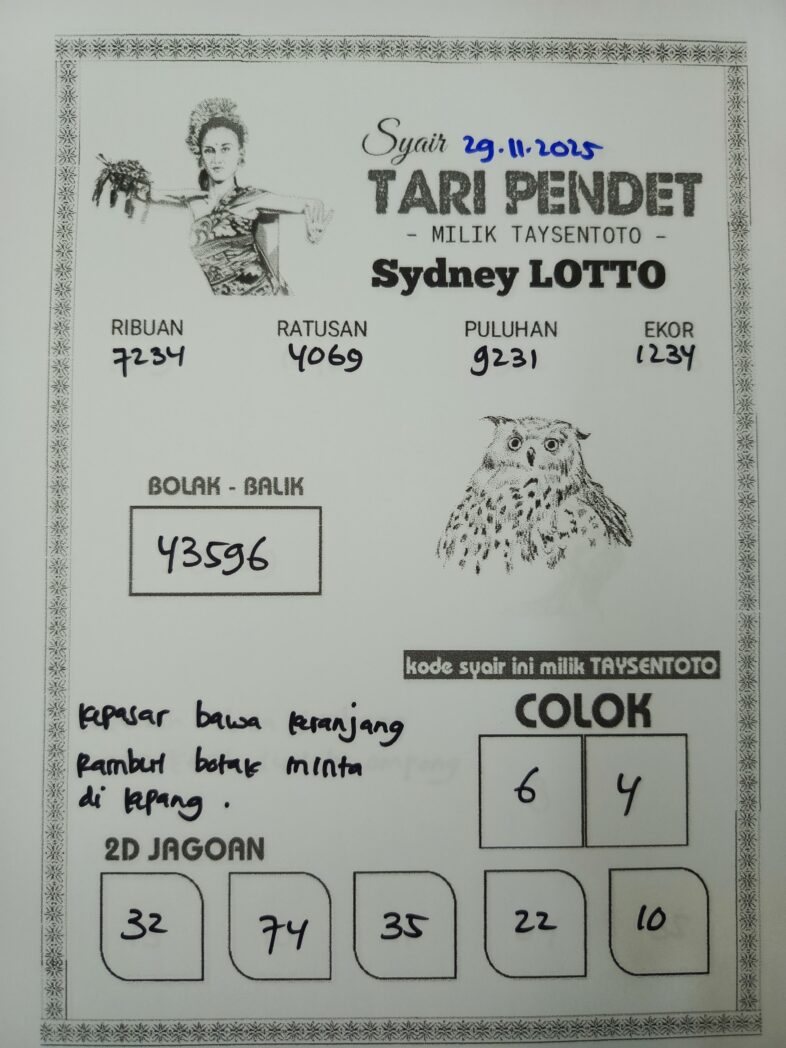 Syair 29.11.2025
TARI PENDET
- MILIK TAYSENTOTO -
Sydney LOTTO
RIBUAN RATUSAN PULUHAN EKOR
7234 4069 9231 1234
BOLAK - BALIK
43596
kode syair ini milik TAYSENTOTO
COLOK
6 4
kepasar bawa keranjang
Rambut botak minta
di kepang .
2D JAGOAN
32 74 35 22 10